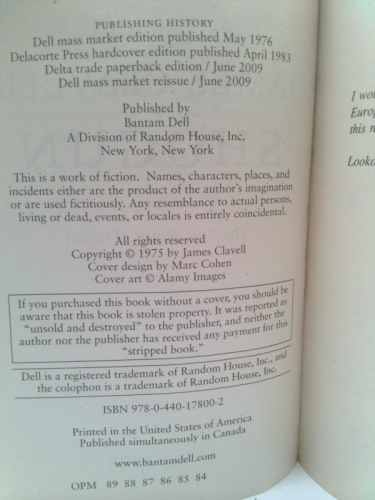 PUBLISHING HISTORY
Dell mass market edition published May 1976
Delacorte Press hardcover edition published April 1983
Delta trade paperback edition / June 2009
Dell mass market reissue / June 2009
Published by
Bantam Dell
A Division of Random House, Inc.
New York, New York
This is a work of fiction. Names, characters, places, and
incidents either are the product of the author's imagination
or are used fictitiously. Any resemblance to actual persons,
living or dead, events, or locales is entirely coincidental.
All rights reserved
Copyright © 1975 by James Clavell
Cover design by Marc Cohen
Cover art © Alamy Images
If you purchased this book without a cover, you should be
aware that this book is stolen property. It was reported as
"unsold and destroyed" to the publisher, and neither the
author nor the publisher has received any payment for this
"stripped book."
Dell is a registered trademark of Random House, Inc., and
the colophon is a trademark of Random House, Inc.
ISBN 978-0-440-17800-2
Printed in the United States of America
Published simultaneously in Canada
www.bantamdell.com
OPM 89 88 87 86 85 84
I wou
Europ
this n
Looko